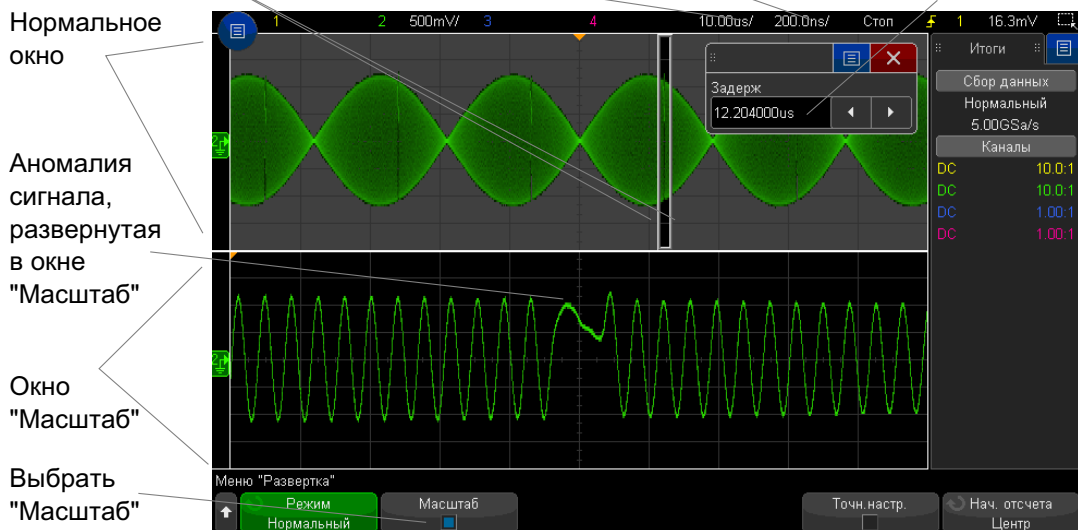 Нормальное
окно
Аномалия
сигнала,
развернутая
в окне
"Масштаб"
Окно
"Масштаб"
Выбрать
"Масштаб"
1 2 500mV/ 3 4 10.00us/ 200.0ns/ Стоп 1 16.3mV
Задерж
12.204000us
Итоги
Сбор данных
Нормальный
5.00GSa/s
Каналы
DC 10.0:1
DC 10.0:1
DC 1.00:1
DC 1.00:1
2
2
Меню "Развертка"
Режим
Нормальный
Масштаб
Точн.настр.
Нач. отсчета
Центр